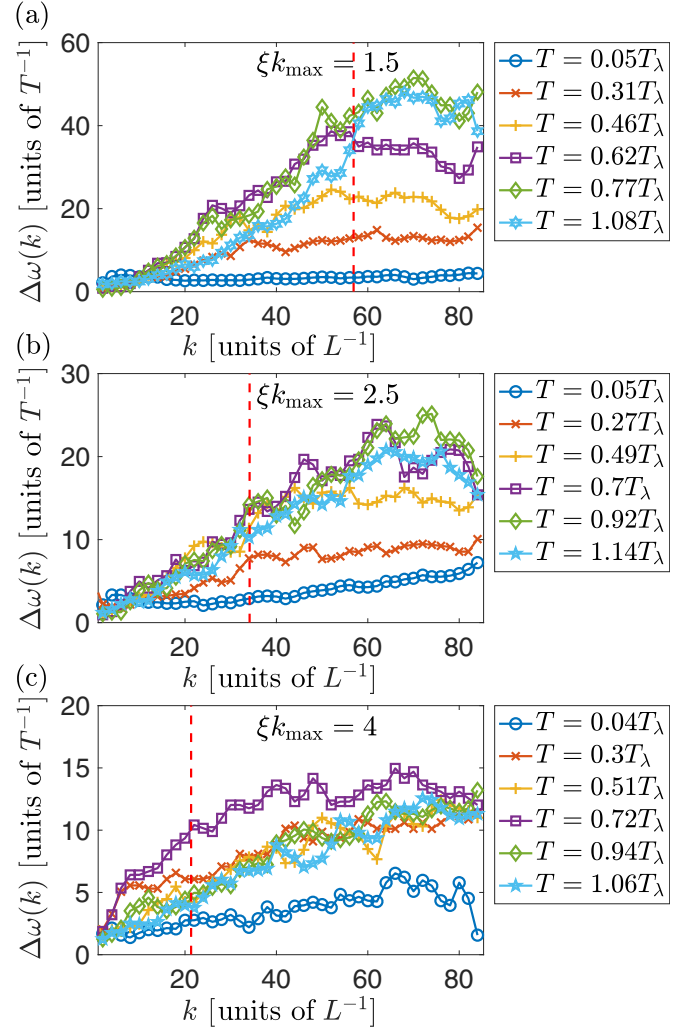 (a)
ξk_max = 1.5
Δω(k) [units of T⁻¹]
60
40
20
0
20 40 60 80
k [units of L⁻¹]
T = 0.05T_λ
T = 0.31T_λ
T = 0.46T_λ
T = 0.62T_λ
T = 0.77T_λ
T = 1.08T_λ
(b)
ξk_max = 2.5
Δω(k) [units of T⁻¹]
30
20
10
0
20 40 60 80
k [units of L⁻¹]
T = 0.05T_λ
T = 0.27T_λ
T = 0.49T_λ
T = 0.7T_λ
T = 0.92T_λ
T = 1.14T_λ
(c)
ξk_max = 4
Δω(k) [units of T⁻¹]
20
15
10
5
0
20 40 60 80
k [units of L⁻¹]
T = 0.04T_λ
T = 0.3T_λ
T = 0.51T_λ
T = 0.72T_λ
T = 0.94T_λ
T = 1.06T_λ